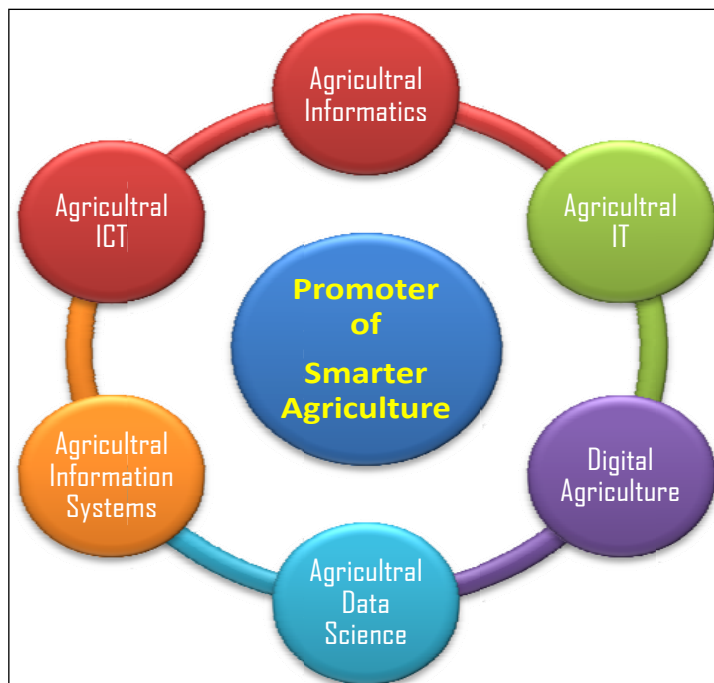 Agricultral
Informatics
Agricultral
ICT
Agricultral
IT
Promoter
of
Smarter
Agriculture
Agricultral
Information
Systems
Digital
Agriculture
Agricultral
Data
Science